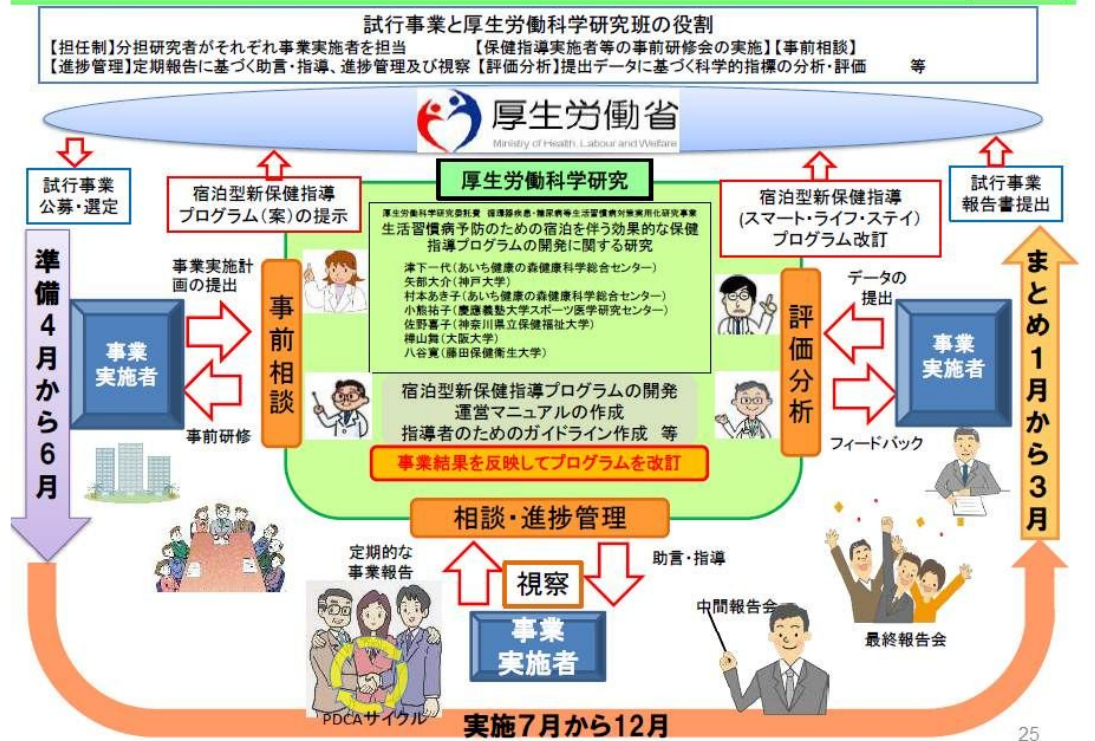 試行事業と厚生労働科学研究班の役割
【担任制】分担研究者がそれぞれ事業実施者を担当 【保健指導実施者等の事前研修会の実施】【事前相談】
【進捗管理】定期報告に基づく助言・指導、進捗管理及び視察 【評価分析】提出データに基づく科学的指標の分析・評価 等
厚生労働省
Ministry of Health, Labour and Welfare
試行事業
公募・選定
宿泊型新保健指導
プログラム(案)の提示
厚生労働科学研究
宿泊型新保健指導
(スマート・ライフ・ステイ)
プログラム改訂
試行事業
報告書提出
厚生労働科学研究委託費 循環器疾患・糖尿病等生活習慣病対策実用化研究事業
生活習慣病予防のための宿泊を伴う効果的な保健
指導プログラムの開発に関する研究
津下一代(あいち健康の森健康科学総合センター)
矢部大介(神戸大学)
村本あき子(あいち健康の森健康科学総合センター)
小熊祐子(慶應義塾大学スポーツ医学研究センター)
佐野喜子(神奈川県立保健福祉大学)
樺山舞(大阪大学)
八谷寛(藤田保健衛生大学)
準備4月から6月
事業実施計
画の提出
事業
実施者
事前研修
事前相談
宿泊型新保健指導プログラムの開発
運営マニュアルの作成
指導者のためのガイドライン作成 等
事業結果を反映してプログラムを改訂
評価分析
データの
提出
事業
実施者
フィードバック
まとめ1月から3月
相談・進捗管理
定期的な
事業報告
視察
助言・指導
事業
実施者
中間報告会
最終報告会
PDCAサイクル
実施7月から12月
25